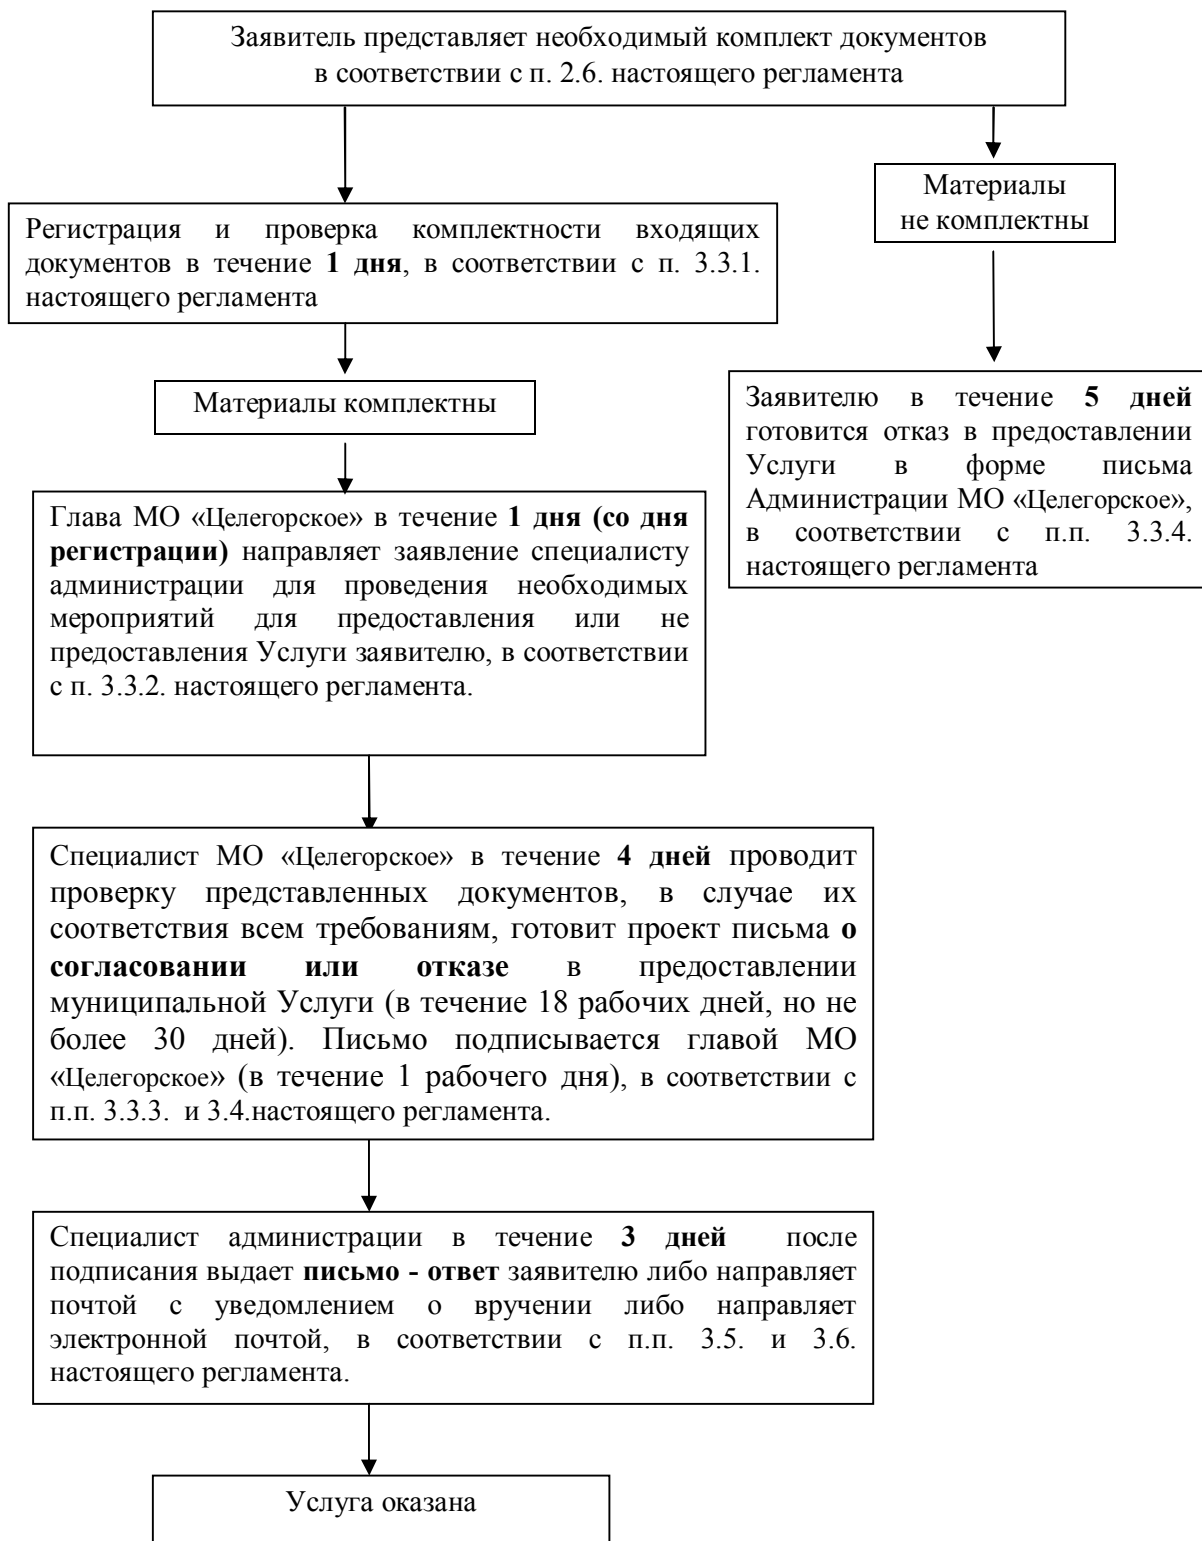 Заявитель представляет необходимый комплект документов
в соответствии с п. 2.6. настоящего регламента
Материалы
не комплектны
Регистрация и проверка комплектности входящих
документов в течение 1 дня, в соответствии с п. 3.3.1.
настоящего регламента
Материалы комплектны
Заявителю в течение 5 дней
готовится отказ в предоставлении
Услуги в форме письма
Администрации МО «Целегорское»,
в соответствии с п.п. 3.3.4.
настоящего регламента
Глава МО «Целегорское» в течение 1 дня (со дня
регистрации) направляет заявление специалисту
администрации для проведения необходимых
мероприятий для предоставления или не
предоставления Услуги заявителю, в соответствии
с п. 3.3.2. настоящего регламента.
Специалист МО «Целегорское» в течение 4 дней проводит
проверку представленных документов, в случае их
соответствия всем требованиям, готовит проект письма о
согласовании или отказе в предоставлении
муниципальной Услуги (в течение 18 рабочих дней, но не
более 30 дней). Письмо подписывается главой МО
«Целегорское» (в течение 1 рабочего дня), в соответствии с
п.п. 3.3.3. и 3.4.настоящего регламента.
Специалист администрации в течение 3 дней после
подписания выдает письмо - ответ заявителю либо направляет
почтой с уведомлением о вручении либо направляет
электронной почтой, в соответствии с п.п. 3.5. и 3.6.
настоящего регламента.
Услуга оказана